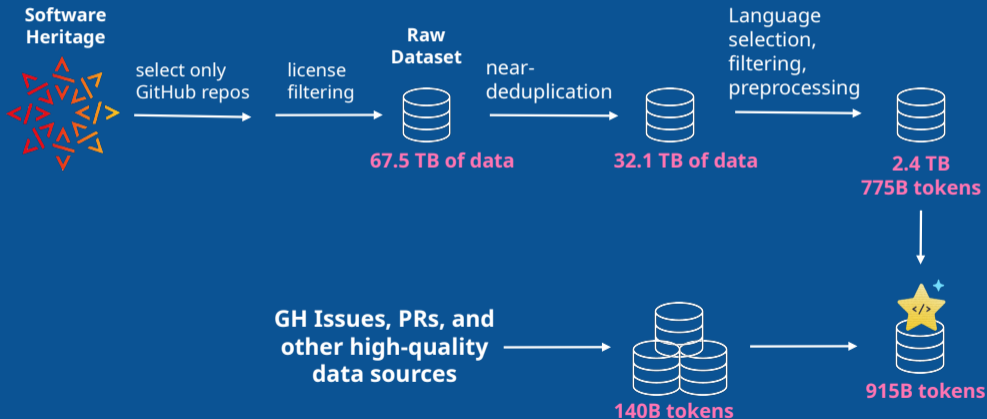 Software
Heritage
select only
GitHub repos
license
filtering
Raw
Dataset
67.5 TB of data
near-
deduplication
32.1 TB of data
Language
selection,
filtering,
preprocessing
2.4 TB
775B tokens
GH Issues, PRs, and
other high-quality
data sources
140B tokens
</>
915B tokens